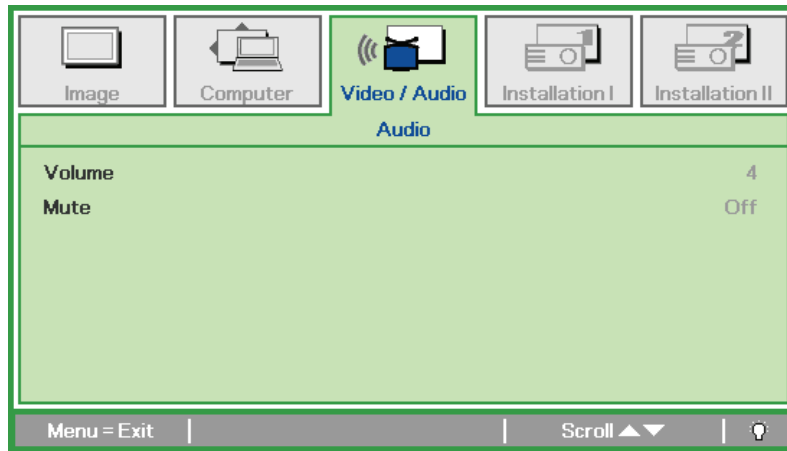 Image
Computer
Video / Audio
Installation I
Installation II
Audio
Volume 4
Mute Off
Menu = Exit Scroll ▲▼